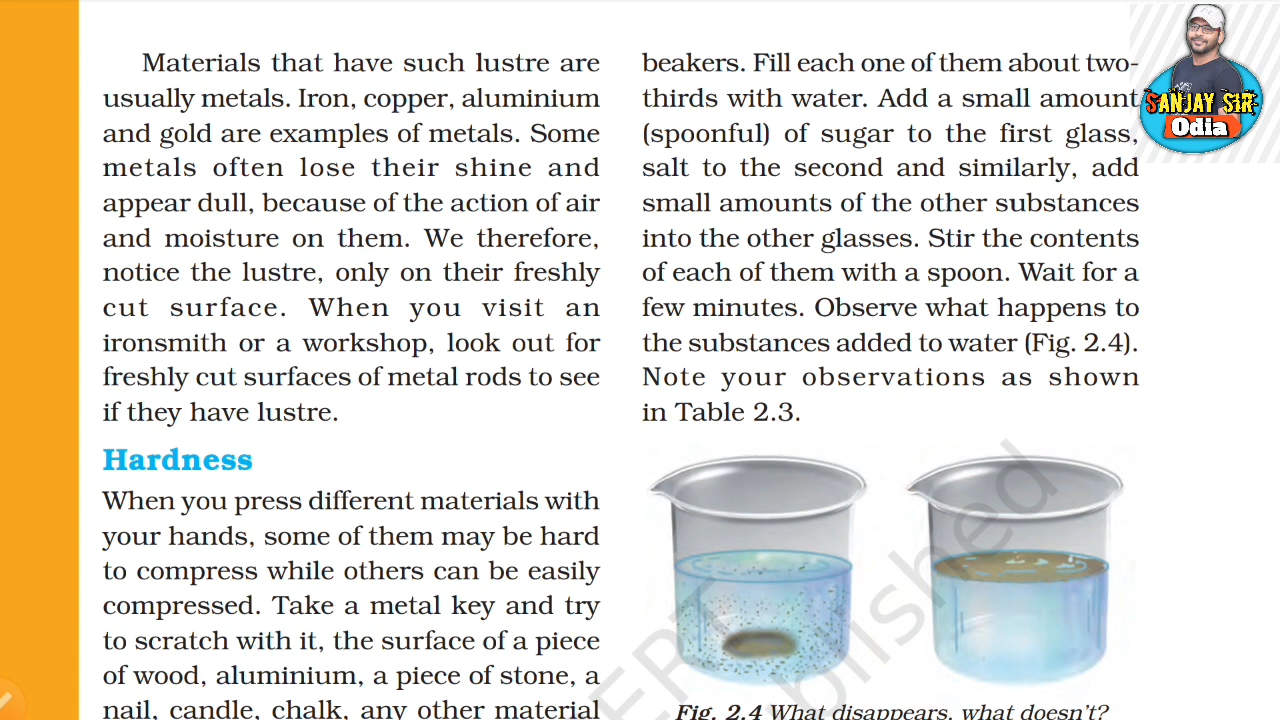 Materials that have such lustre are
usually metals. Iron, copper, aluminium
and gold are examples of metals. Some
metals often lose their shine and
appear dull, because of the action of air
and moisture on them. We therefore,
notice the lustre, only on their freshly
cut surface. When you visit an
ironsmith or a workshop, look out for
freshly cut surfaces of metal rods to see
if they have lustre.
Hardness
When you press different materials with
your hands, some of them may be hard
to compress while others can be easily
compressed. Take a metal key and try
to scratch with it, the surface of a piece
of wood, aluminium, a piece of stone, a
nail, candle, chalk, any other material
beakers. Fill each one of them about two-
thirds with water. Add a small amount
(spoonful) of sugar to the first glass,
salt to the second and similarly, add
small amounts of the other substances
into the other glasses. Stir the contents
of each of them with a spoon. Wait for a
few minutes. Observe what happens to
the substances added to water (Fig. 2.4).
Note your observations as shown
in Table 2.3.
Fig. 2.4 What disappears, what doesn't?
SANJAY SIR
Odia
ERT
blished